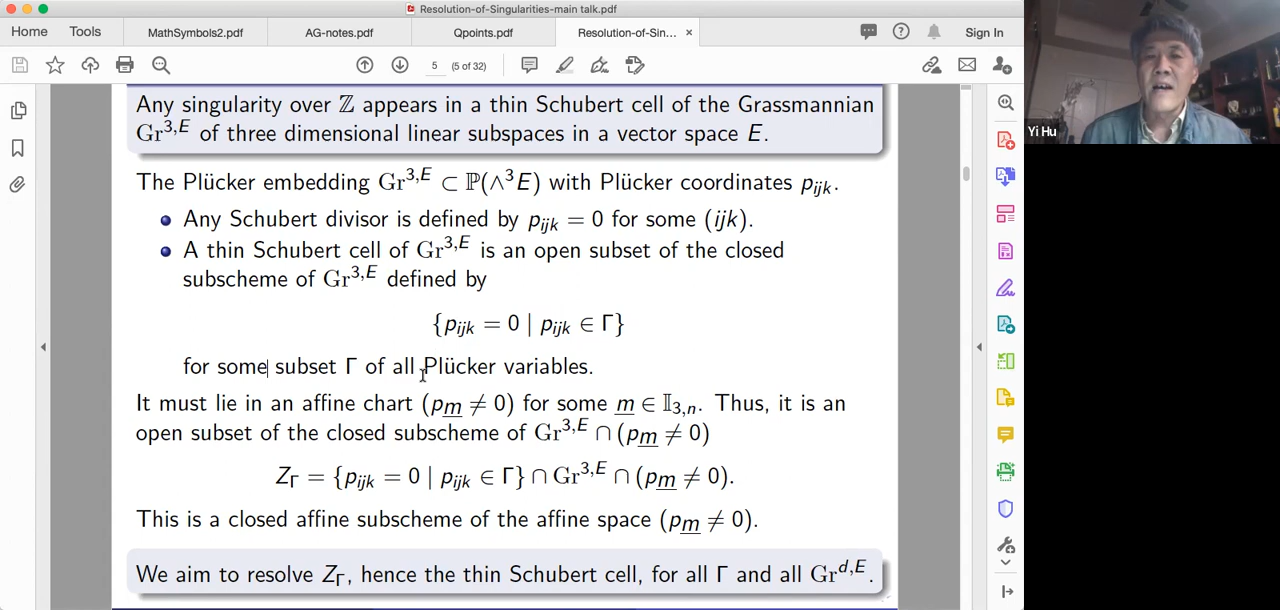 Resolution-of-Singularities-main talk.pdf
Home Tools MathSymbols2.pdf AG-notes.pdf Qpoints.pdf Resolution-of-Sin... × Sign In
5 (5 of 32)
Yi Hu
Any singularity over ℤ appears in a thin Schubert cell of the Grassmannian
Gr^{3,E} of three dimensional linear subspaces in a vector space E.
The Plücker embedding Gr^{3,E} ⊂ ℙ(∧^3 E) with Plücker coordinates p_{ijk}.
Any Schubert divisor is defined by p_{ijk} = 0 for some (ijk).
A thin Schubert cell of Gr^{3,E} is an open subset of the closed
subscheme of Gr^{3,E} defined by
{p_{ijk} = 0 | p_{ijk} ∈ Γ}
for some subset Γ of all Plücker variables.
It must lie in an affine chart (p_m ≠ 0) for some m ∈ 𝕀_{3,n}. Thus, it is an
open subset of the closed subscheme of Gr^{3,E} ∩ (p_m ≠ 0)
Z_Γ = {p_{ijk} = 0 | p_{ijk} ∈ Γ} ∩ Gr^{3,E} ∩ (p_m ≠ 0).
This is a closed affine subscheme of the affine space (p_m ≠ 0).
We aim to resolve Z_Γ, hence the thin Schubert cell, for all Γ and all Gr^{d,E}.